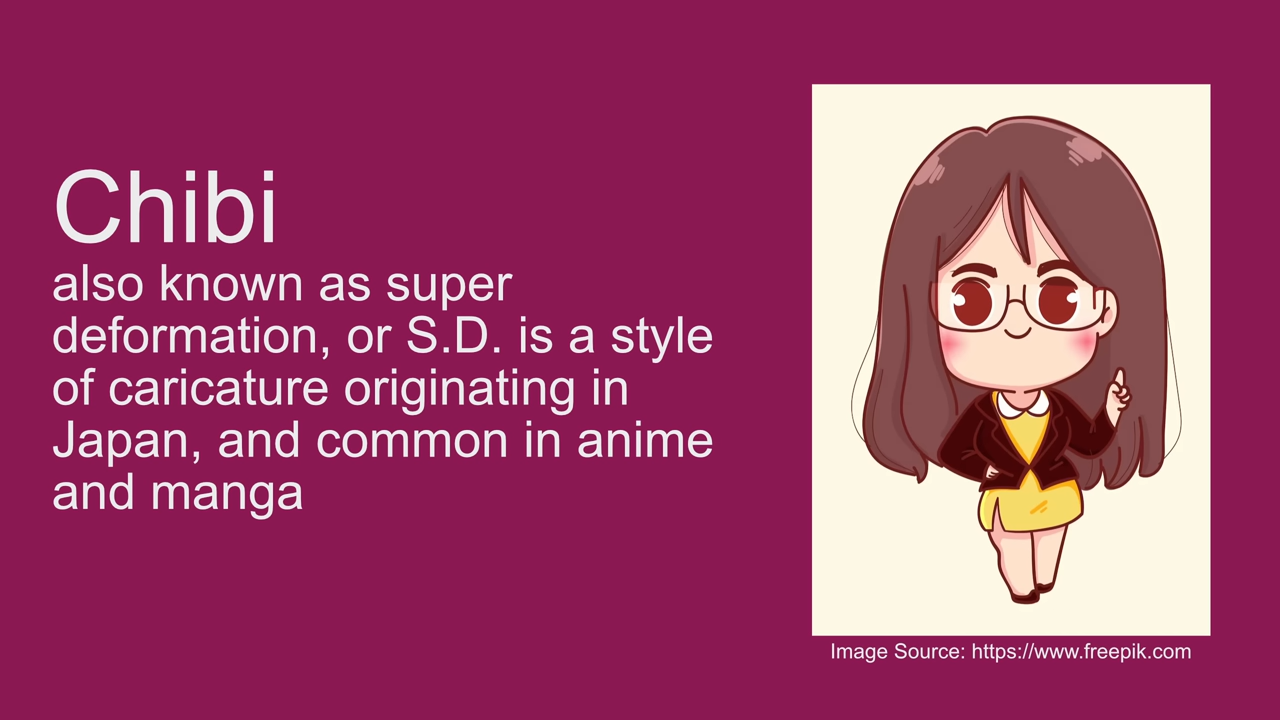 Chibi
also known as super
deformation, or S.D. is a style
of caricature originating in
Japan, and common in anime
and manga
Image Source: https://www.freepik.com